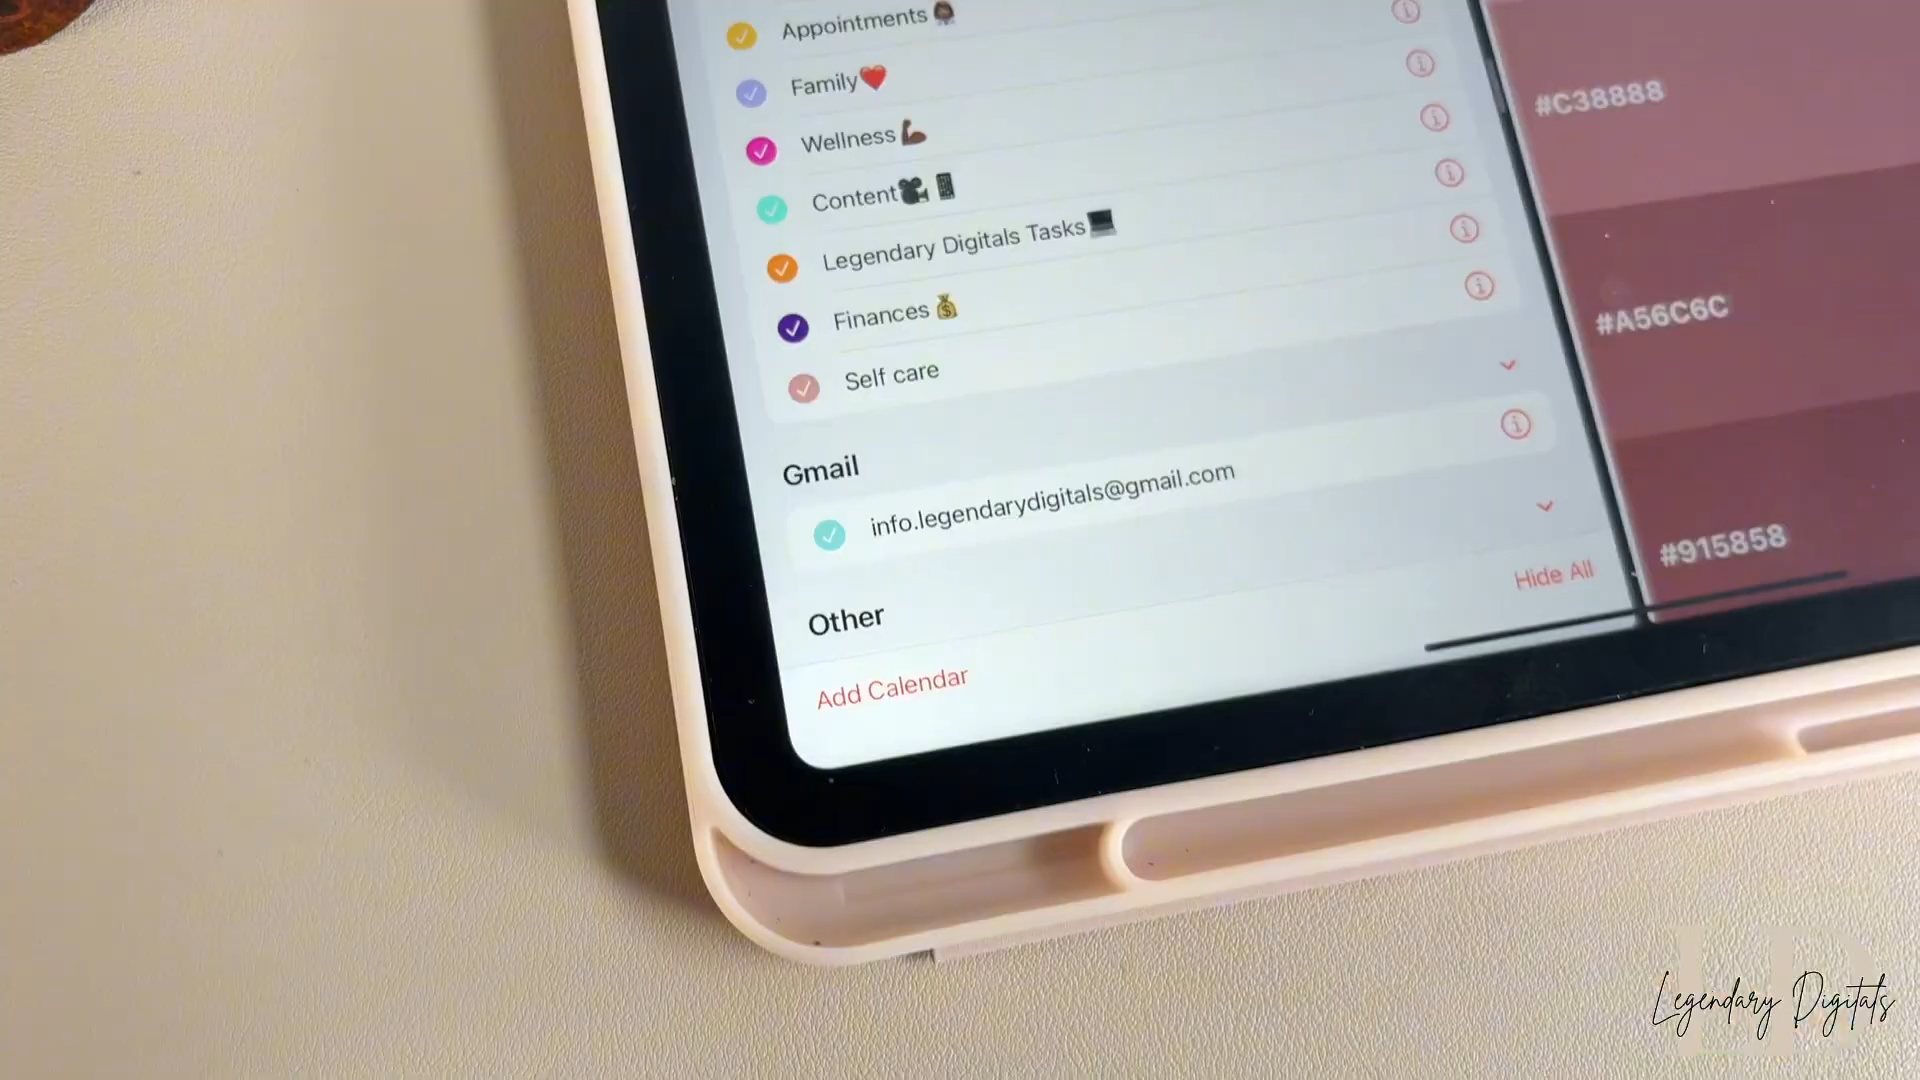 Appointments
Family
Wellness
Content
Legendary Digitals Tasks
Finances
Self care
Gmail
info.legendarydigitals@gmail.com
Other
Hide All
Add Calendar
#C38888
#A56C6C
#915858
Legendary Digitals